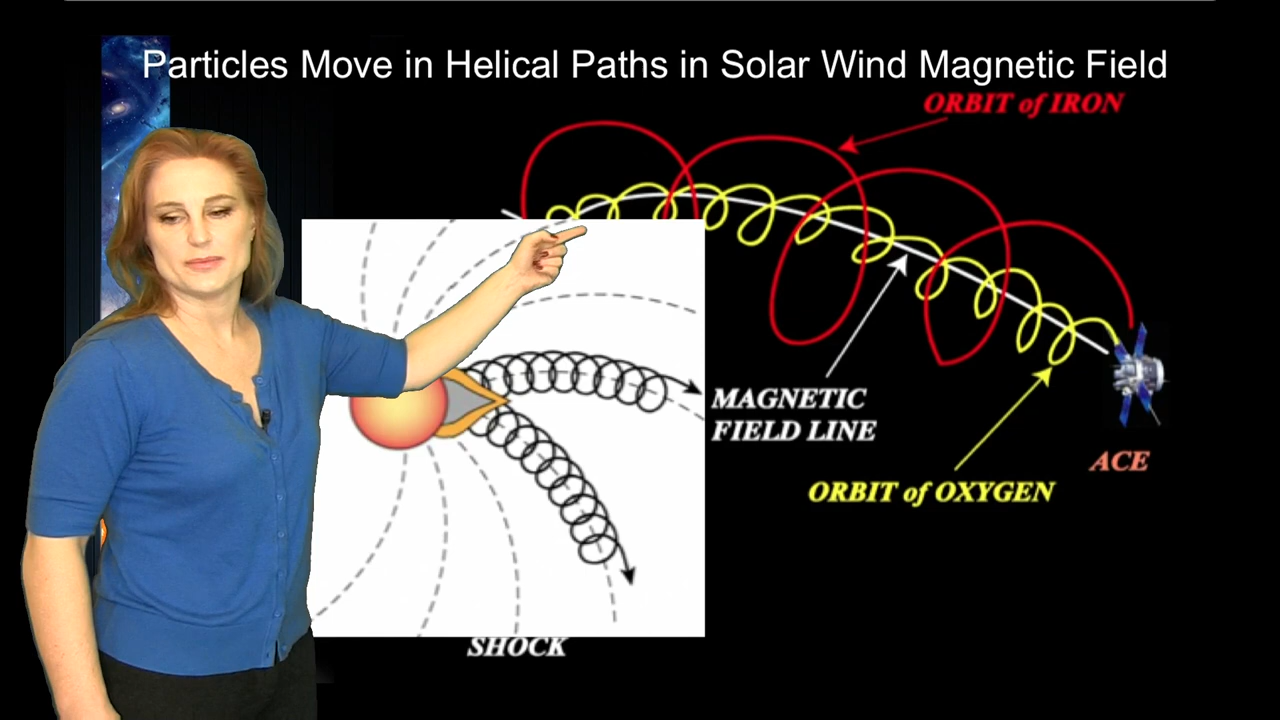 Particles Move in Helical Paths in Solar Wind Magnetic Field
ORBIT of IRON
MAGNETIC
FIELD LINE
ACE
ORBIT of OXYGEN
SHOCK